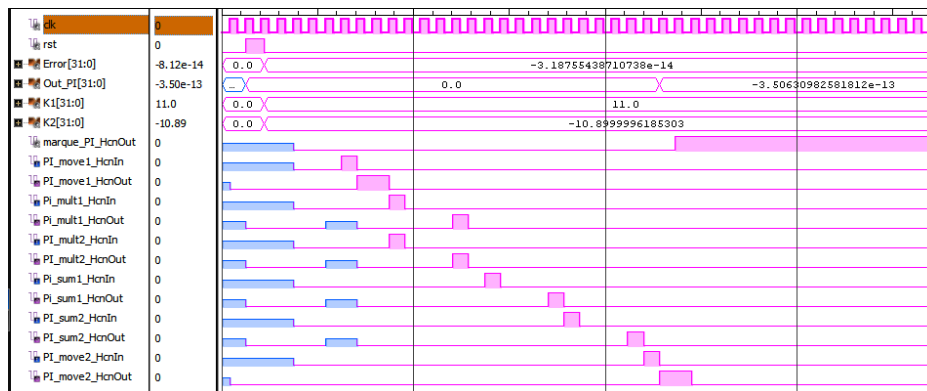 clk 0
rst 0
Error[31:0] -8.12e-14 0.0 -3.18755438710738e-14
Out_PI[31:0] -3.50e-13 ... 0.0 -3.50630982581812e-13
K1[31:0] 11.0 0.0 11.0
K2[31:0] -10.89 0.0 -10.8999996185303
marque_PI_HcnOut 0
PI_move1_HcnIn 0
PI_move1_HcnOut 0
Pi_mult1_HcnIn 0
Pi_mult1_HcnOut 0
PI_mult2_HcnIn 0
PI_mult2_HcnOut 0
Pi_sum1_HcnIn 0
Pi_sum1_HcnOut 0
PI_sum2_HcnIn 0
PI_sum2_HcnOut 0
PI_move2_HcnIn 0
PI_move2_HcnOut 0